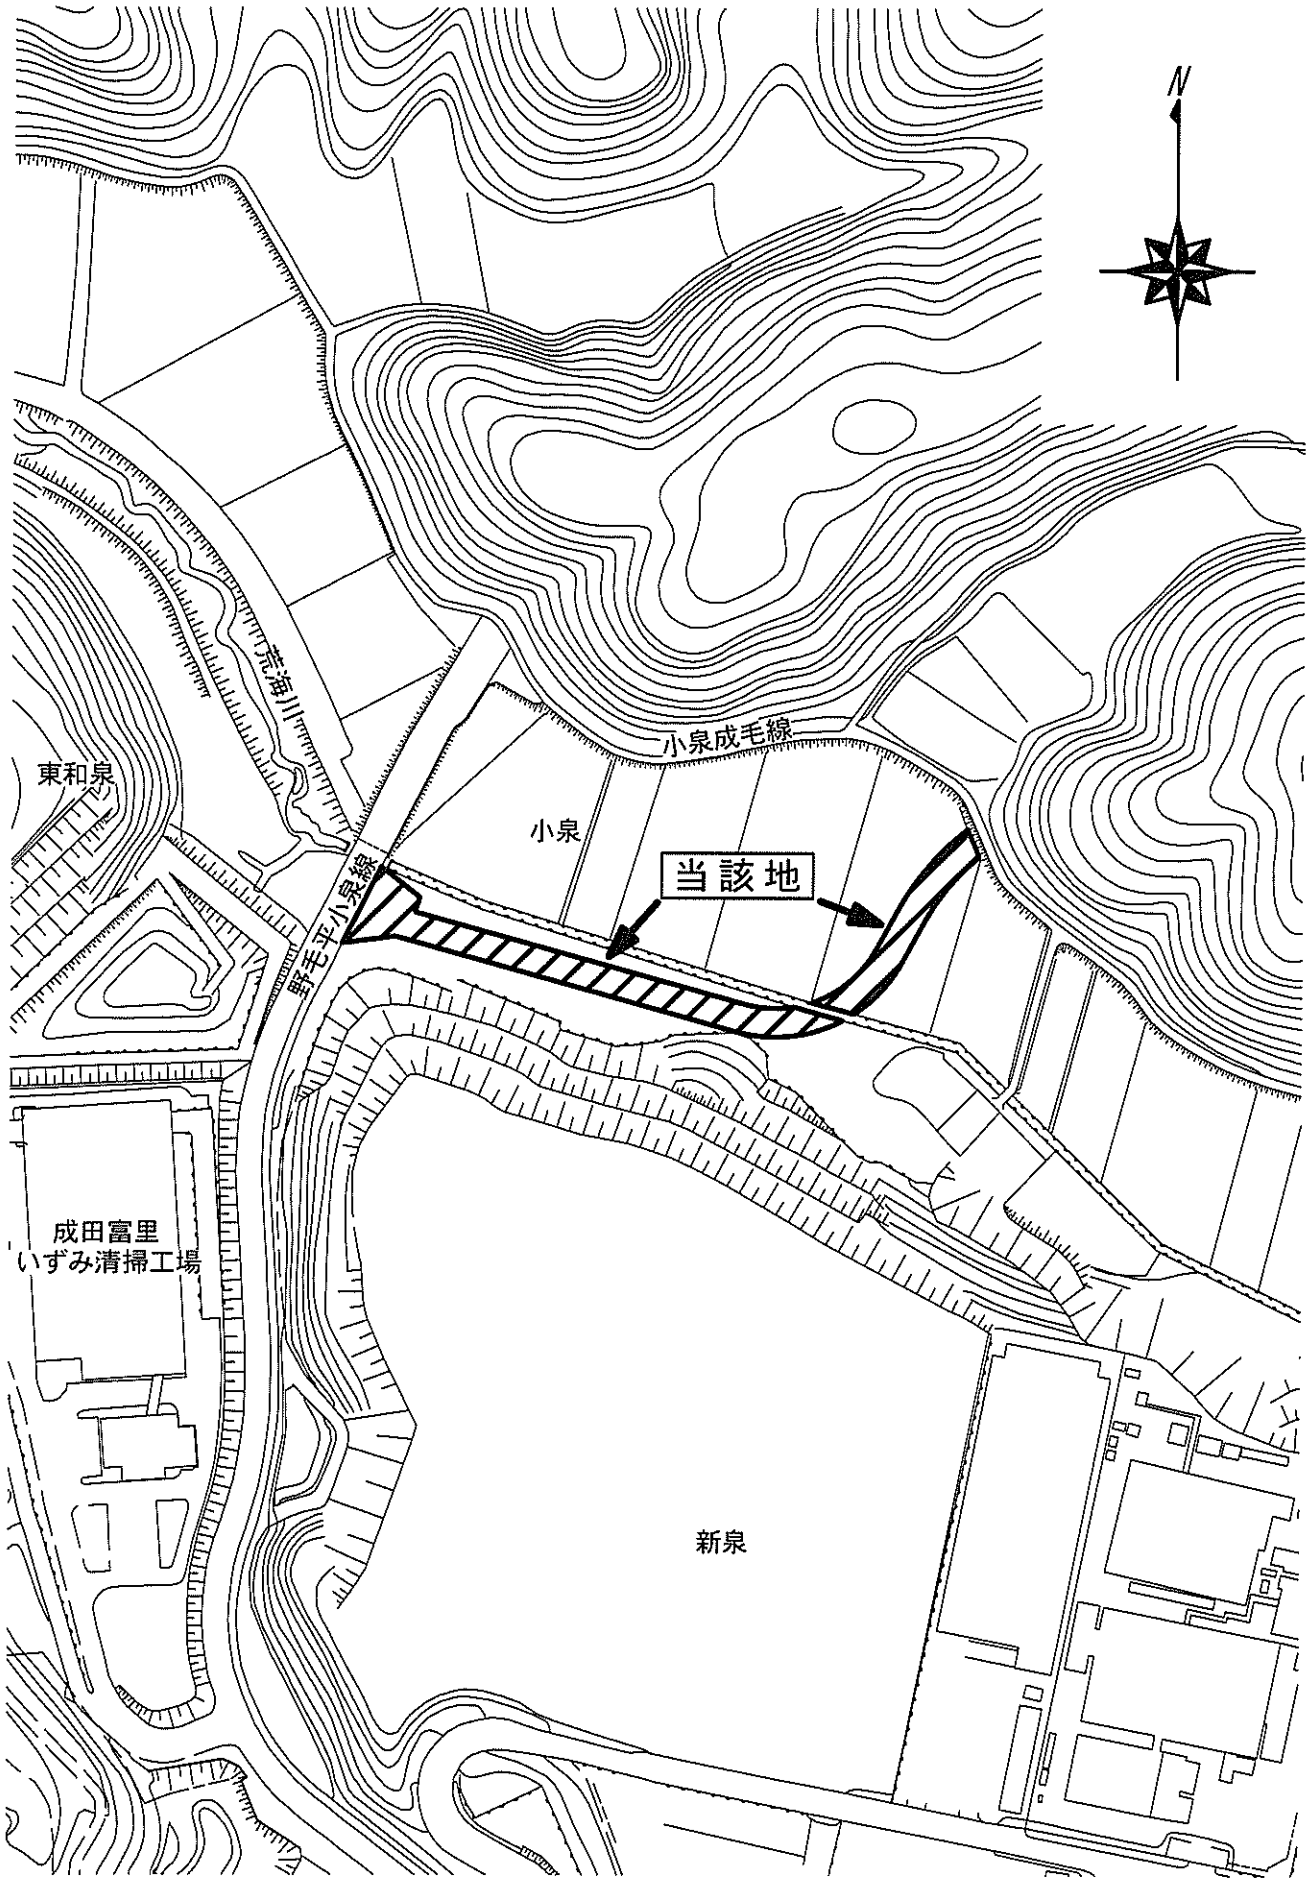 N
荒海川
小泉成毛線
東和泉
小泉
当該地
野毛平小泉線
成田富里
いずみ清掃工場
新泉